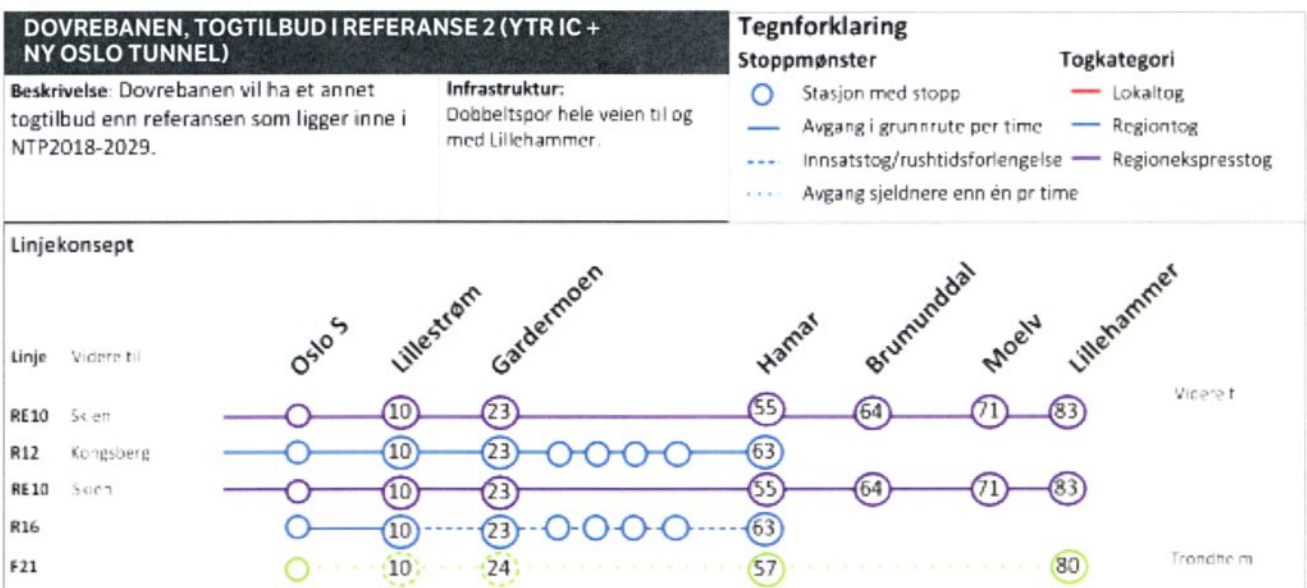 DOVREBANEN, TOGTILBUD I REFERANSE 2 (YTR IC +
NY OSLO TUNNEL)
Beskrivelse: Dovrebanen vil ha et annet
togtilbud enn referansen som ligger inne i
NTP2018-2029.
Infrastruktur:
Dobbeltspor hele veien til og
med Lillehammer.
Tegnforklaring
Stoppmønster
Togkategori
Stasjon med stopp
Lokaltog
Avgang i grunnrute per time
Regiontog
Innsatstog/rushtidsforlengelse
Regionekspresstog
Avgang sjeldnere enn én pr time
Linjekonsept
Linje Videre til Oslo S Lillestrøm Gardermoen Hamar Brumunddal Moelv Lillehammer
Videre t
RE10 Skien 10 23 55 64 71 83
R12 Kongsberg 10 23 63
RE10 Skien 10 23 55 64 71 83
R16 10 23 63
F21 10 24 57 80 Trondheim